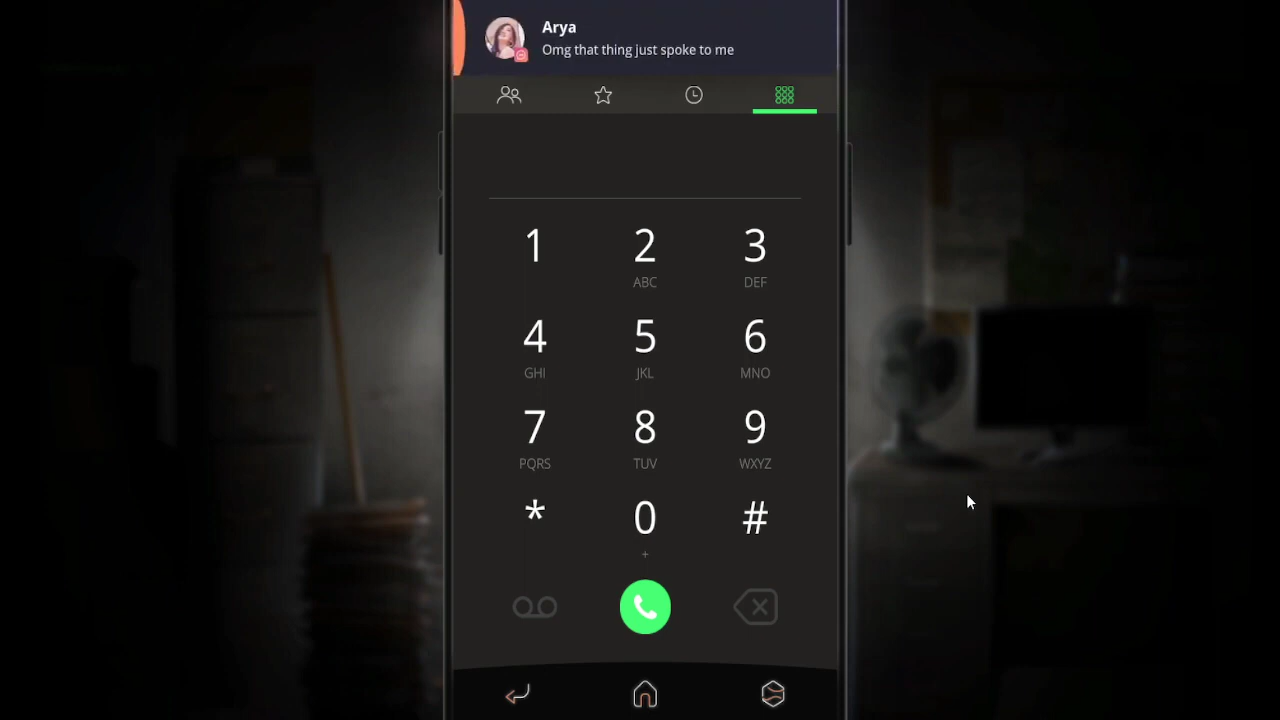 Arya
Omg that thing just spoke to me
1 2 3
ABC DEF
4 5 6
GHI JKL MNO
7 8 9
PQRS TUV WXYZ
* 0 #
+